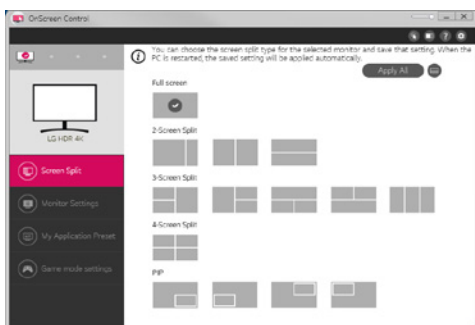 OnScreen Control
You can choose the screen split type for the selected monitor and save that setting. When the
PC is restarted, the saved setting will be applied automatically.
Apply All
Full screen
LG HDR 4K
2-Screen Split
Screen Split
3-Screen Split
Monitor Settings
My Application Preset
4-Screen Split
Game mode settings
PIP